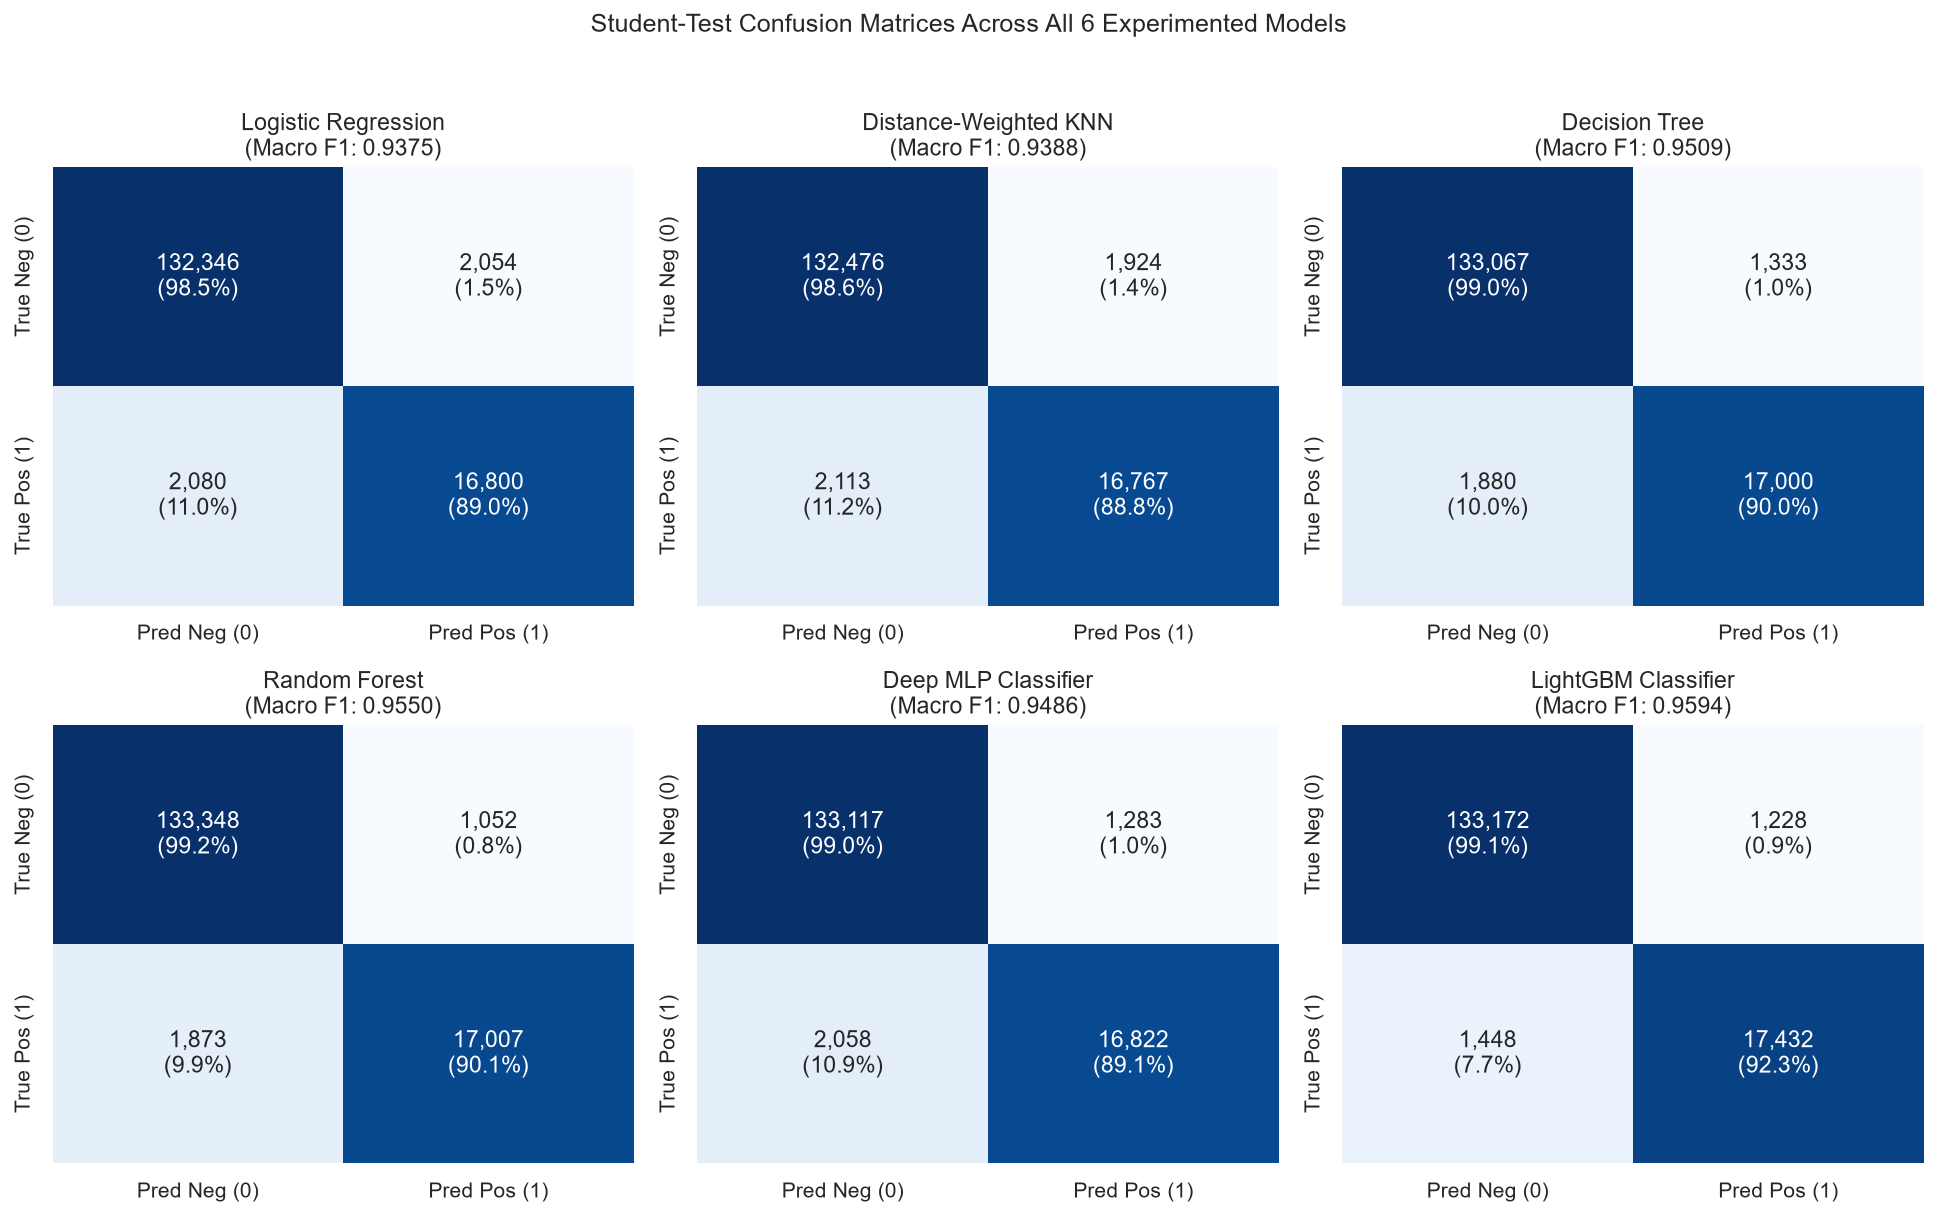 Student-Test Confusion Matrices Across All 6 Experimented Models
Logistic Regression
(Macro F1: 0.9375)
True Neg (0)
132,346
(98.5%)
2,054
(1.5%)
True Pos (1)
2,080
(11.0%)
16,800
(89.0%)
Pred Neg (0)
Pred Pos (1)
Distance-Weighted KNN
(Macro F1: 0.9388)
True Neg (0)
132,476
(98.6%)
1,924
(1.4%)
True Pos (1)
2,113
(11.2%)
16,767
(88.8%)
Pred Neg (0)
Pred Pos (1)
Decision Tree
(Macro F1: 0.9509)
True Neg (0)
133,067
(99.0%)
1,333
(1.0%)
True Pos (1)
1,880
(10.0%)
17,000
(90.0%)
Pred Neg (0)
Pred Pos (1)
Random Forest
(Macro F1: 0.9550)
True Neg (0)
133,348
(99.2%)
1,052
(0.8%)
True Pos (1)
1,873
(9.9%)
17,007
(90.1%)
Pred Neg (0)
Pred Pos (1)
Deep MLP Classifier
(Macro F1: 0.9486)
True Neg (0)
133,117
(99.0%)
1,283
(1.0%)
True Pos (1)
2,058
(10.9%)
16,822
(89.1%)
Pred Neg (0)
Pred Pos (1)
LightGBM Classifier
(Macro F1: 0.9594)
True Neg (0)
133,172
(99.1%)
1,228
(0.9%)
True Pos (1)
1,448
(7.7%)
17,432
(92.3%)
Pred Neg (0)
Pred Pos (1)